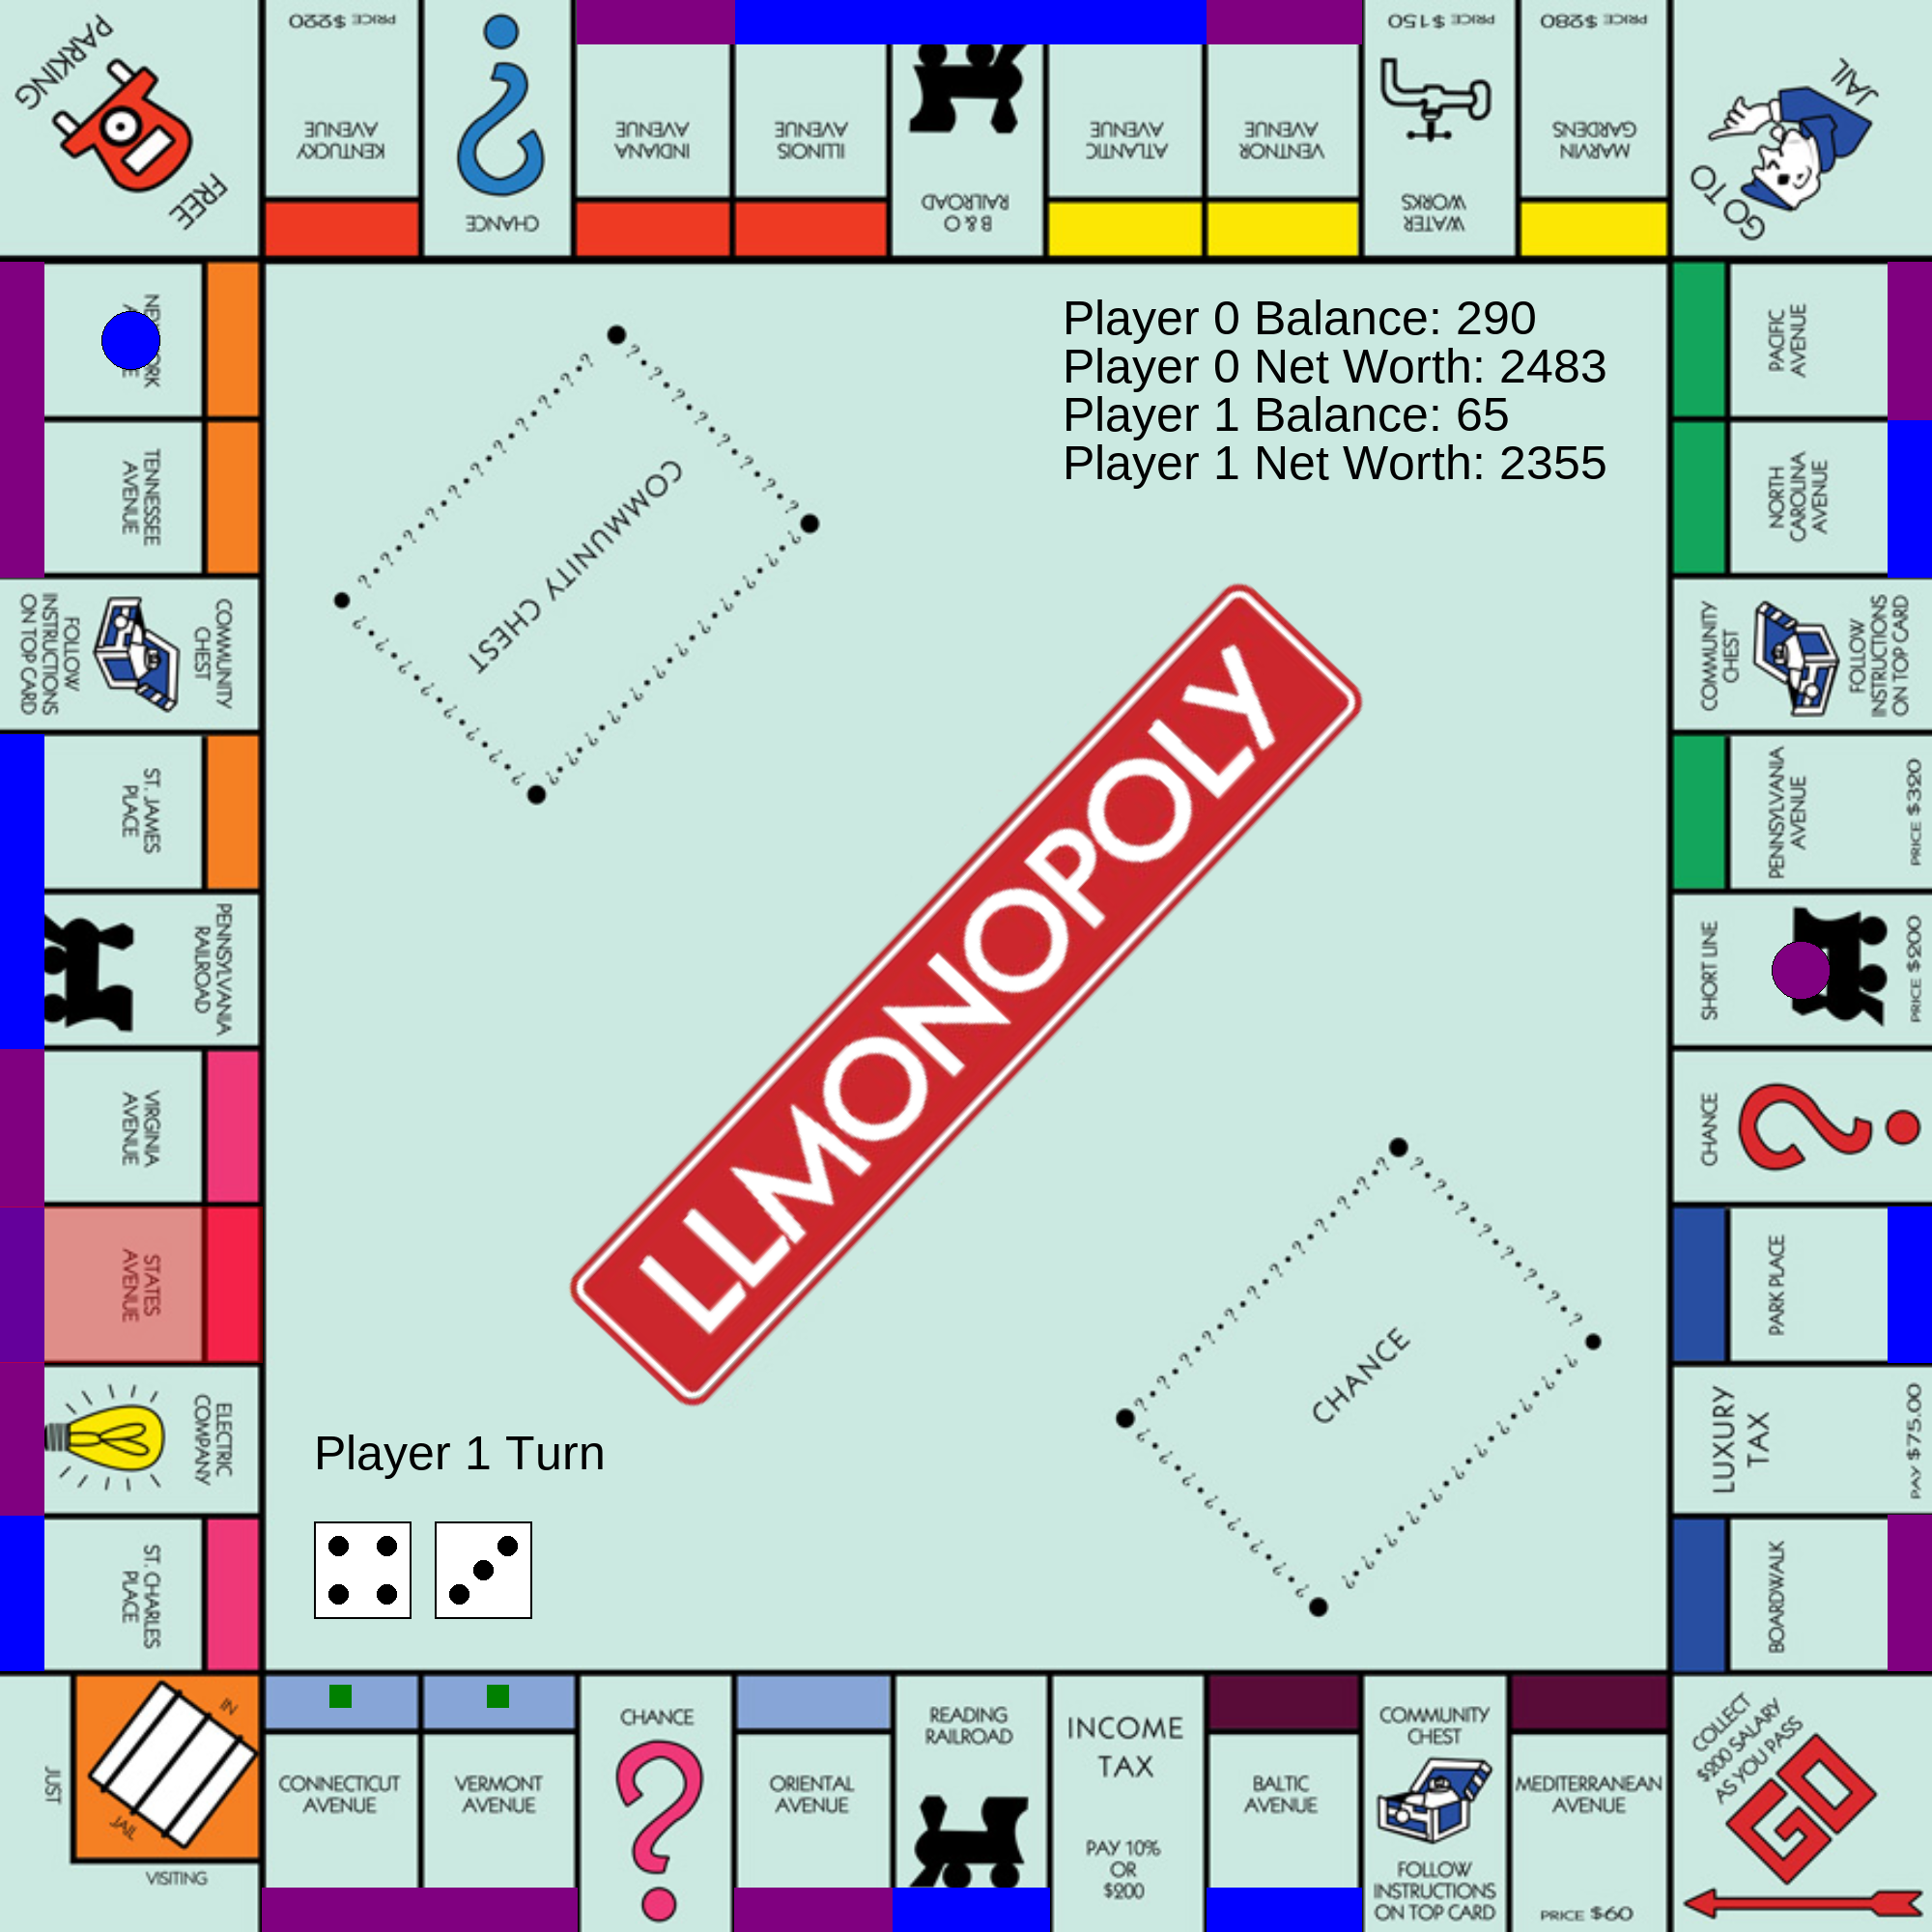 FREE
PARKING
PRICE $220
KENTUCKY
AVENUE
CHANCE
INDIANA
AVENUE
ILLINOIS
AVENUE
B & O
RAILROAD
ATLANTIC
AVENUE
VENTNOR
AVENUE
PRICE $150
WATER
WORKS
PRICE $280
MARVIN
GARDENS
GO TO
JAIL
TENNESSEE
AVENUE
COMMUNITY
CHEST
FOLLOW
INSTRUCTIONS
ON TOP CARD
ST. JAMES
PLACE
PENNSYLVANIA
RAILROAD
VIRGINIA
AVENUE
STATES
AVENUE
ELECTRIC
COMPANY
ST. CHARLES
PLACE
Player 0 Balance: 290
Player 0 Net Worth: 2483
Player 1 Balance: 65
Player 1 Net Worth: 2355
COMMUNITY CHEST
LLMONOPOLY
CHANCE
Player 1 Turn
PACIFIC
AVENUE
NORTH
CAROLINA
AVENUE
COMMUNITY
CHEST
FOLLOW
INSTRUCTIONS
ON TOP CARD
PENNSYLVANIA
AVENUE
PRICE $320
SHORT LINE
PRICE $200
CHANCE
PARK PLACE
LUXURY
TAX
PAY $75.00
BOARDWALK
IN
JAIL
JUST
VISITING
CONNECTICUT
AVENUE
VERMONT
AVENUE
CHANCE
ORIENTAL
AVENUE
READING
RAILROAD
INCOME
TAX
PAY 10%
OR
$200
BALTIC
AVENUE
COMMUNITY
CHEST
FOLLOW
INSTRUCTIONS
ON TOP CARD
MEDITERRANEAN
AVENUE
PRICE $60
COLLECT
$200 SALARY
AS YOU PASS
GO